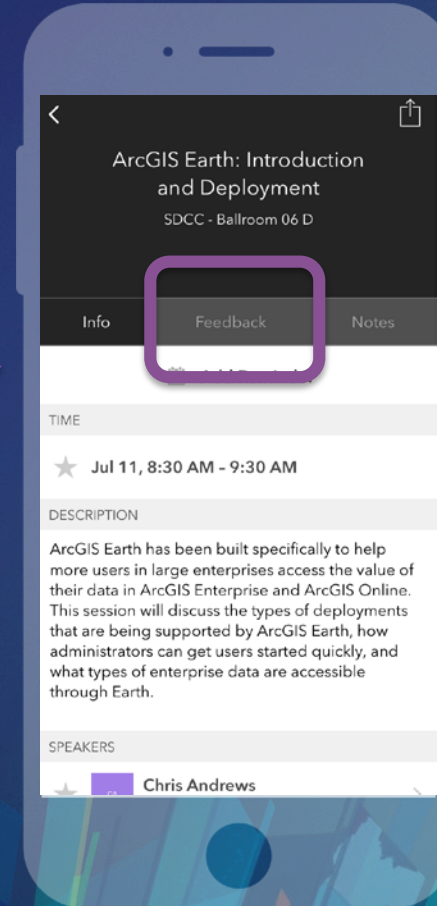 ArcGIS Earth: Introduction
and Deployment
SDCC - Ballroom 06 D
Info Feedback Notes
TIME
Jul 11, 8:30 AM – 9:30 AM
DESCRIPTION
ArcGIS Earth has been built specifically to help
more users in large enterprises access the value of
their data in ArcGIS Enterprise and ArcGIS Online.
This session will discuss the types of deployments
that are being supported by ArcGIS Earth, how
administrators can get users started quickly, and
what types of enterprise data are accessible
through Earth.
SPEAKERS
Chris Andrews